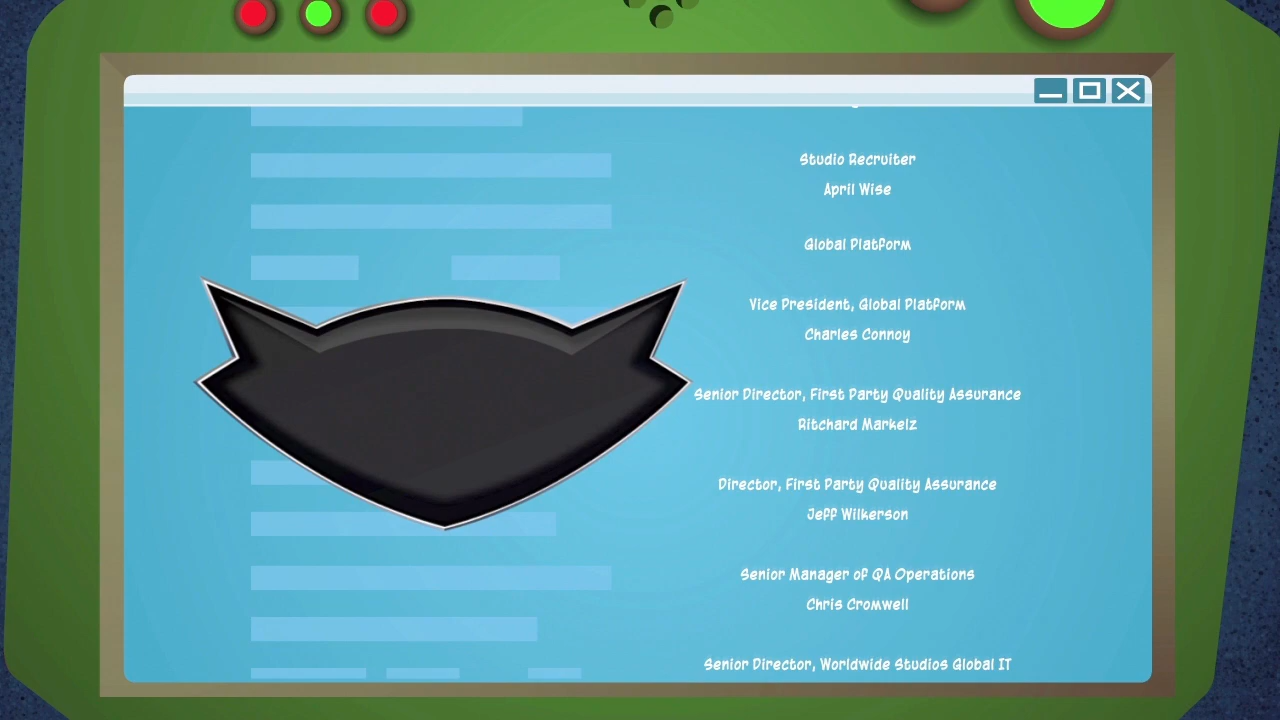 Studio Recruiter
April Wise
Global Platform
Vice President, Global Platform
Charles Connoy
Senior Director, First Party Quality Assurance
Ritchard Markelz
Director, First Party Quality Assurance
Jeff Wilkerson
Senior Manager of QA Operations
Chris Cromwell
Senior Director, Worldwide Studios Global IT